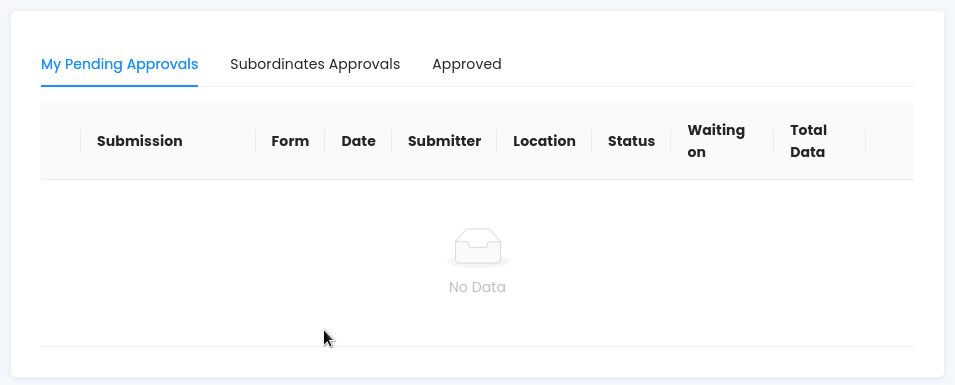 My Pending Approvals Subordinates Approvals Approved
Submission Form Date Submitter Location Status Waiting on Total Data
No Data